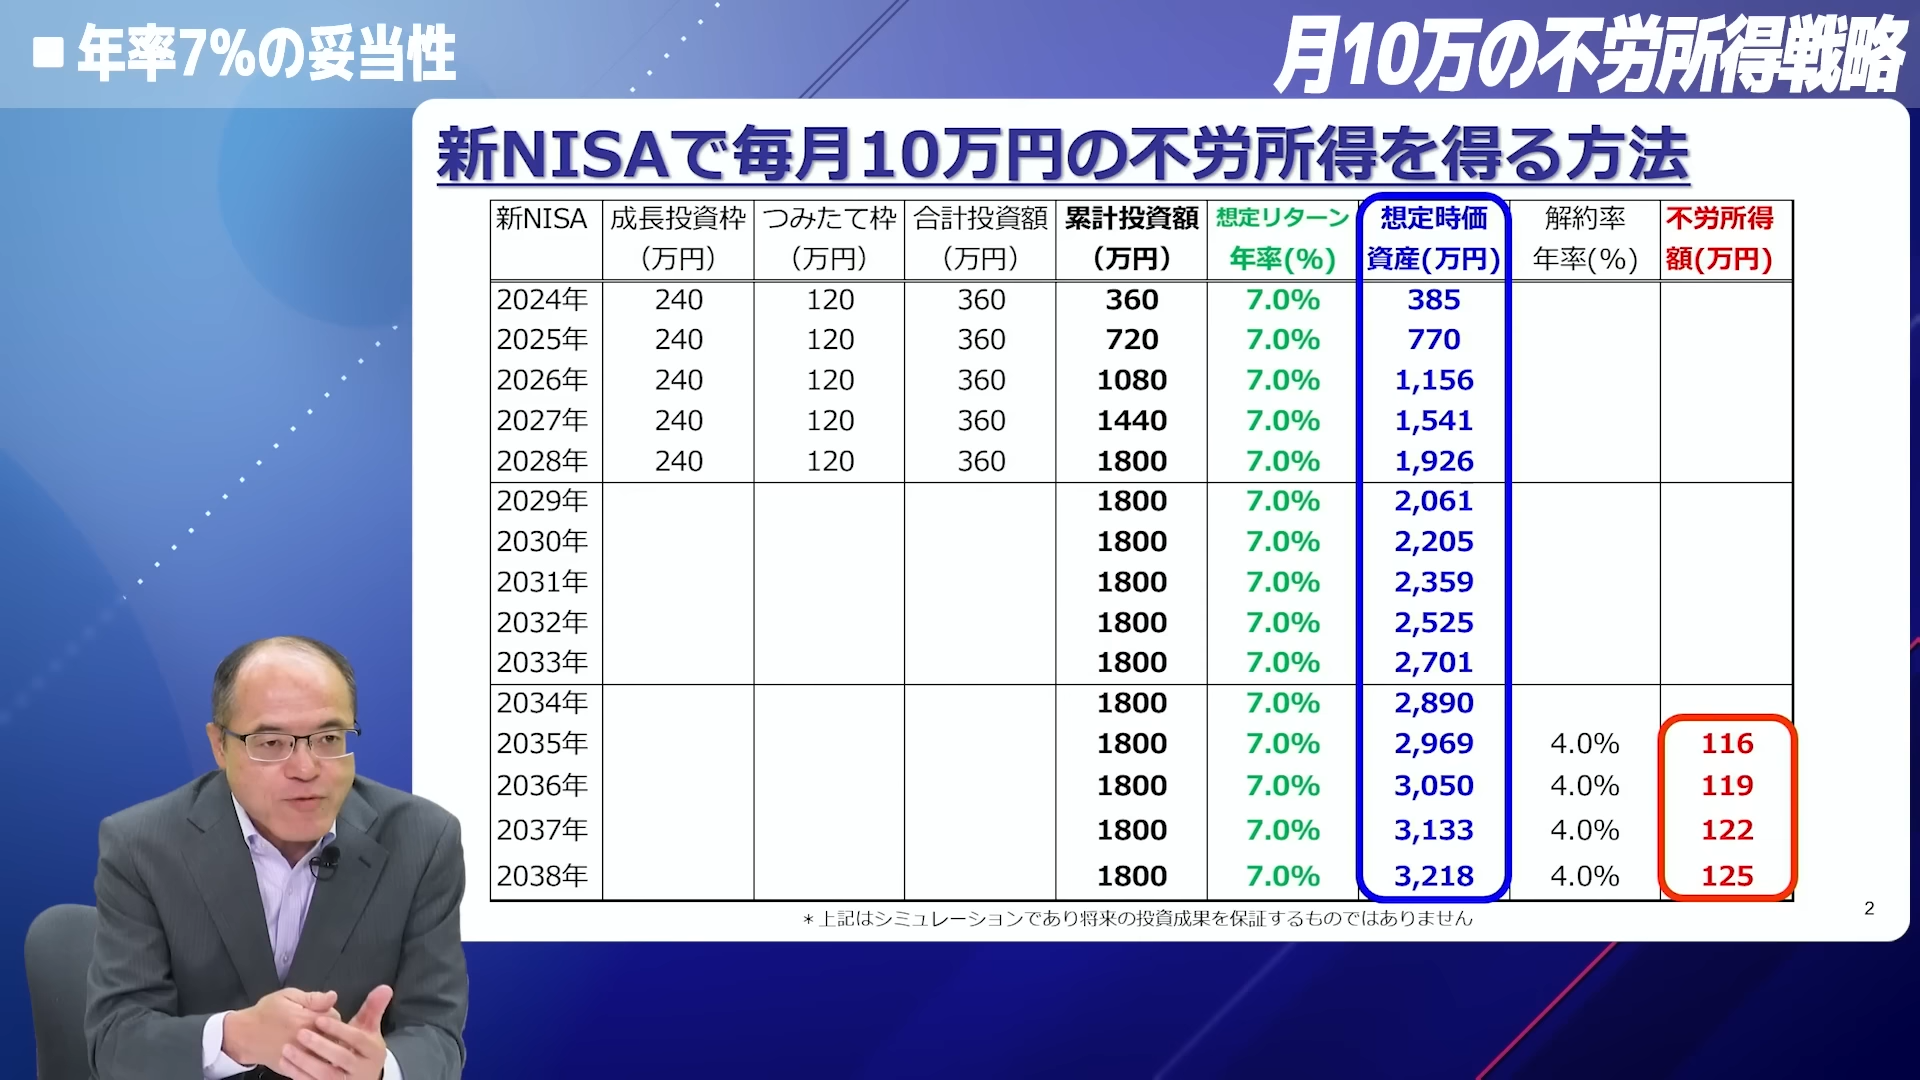 ■ 年率7%の妥当性
月10万の不労所得戦略
新NISAで毎月10万円の不労所得を得る方法
新NISA 成長投資枠 つみたて枠 合計投資額 累計投資額 想定リターン 想定時価 解約率 不労所得
（万円） （万円） （万円） （万円） 年率(%) 資産(万円) 年率(%) 額(万円)
2024年 240 120 360 360 7.0% 385
2025年 240 120 360 720 7.0% 770
2026年 240 120 360 1080 7.0% 1,156
2027年 240 120 360 1440 7.0% 1,541
2028年 240 120 360 1800 7.0% 1,926
2029年 1800 7.0% 2,061
2030年 1800 7.0% 2,205
2031年 1800 7.0% 2,359
2032年 1800 7.0% 2,525
2033年 1800 7.0% 2,701
2034年 1800 7.0% 2,890
2035年 1800 7.0% 2,969 4.0% 116
2036年 1800 7.0% 3,050 4.0% 119
2037年 1800 7.0% 3,133 4.0% 122
2038年 1800 7.0% 3,218 4.0% 125
＊上記はシミュレーションであり将来の投資成果を保証するものではありません
2